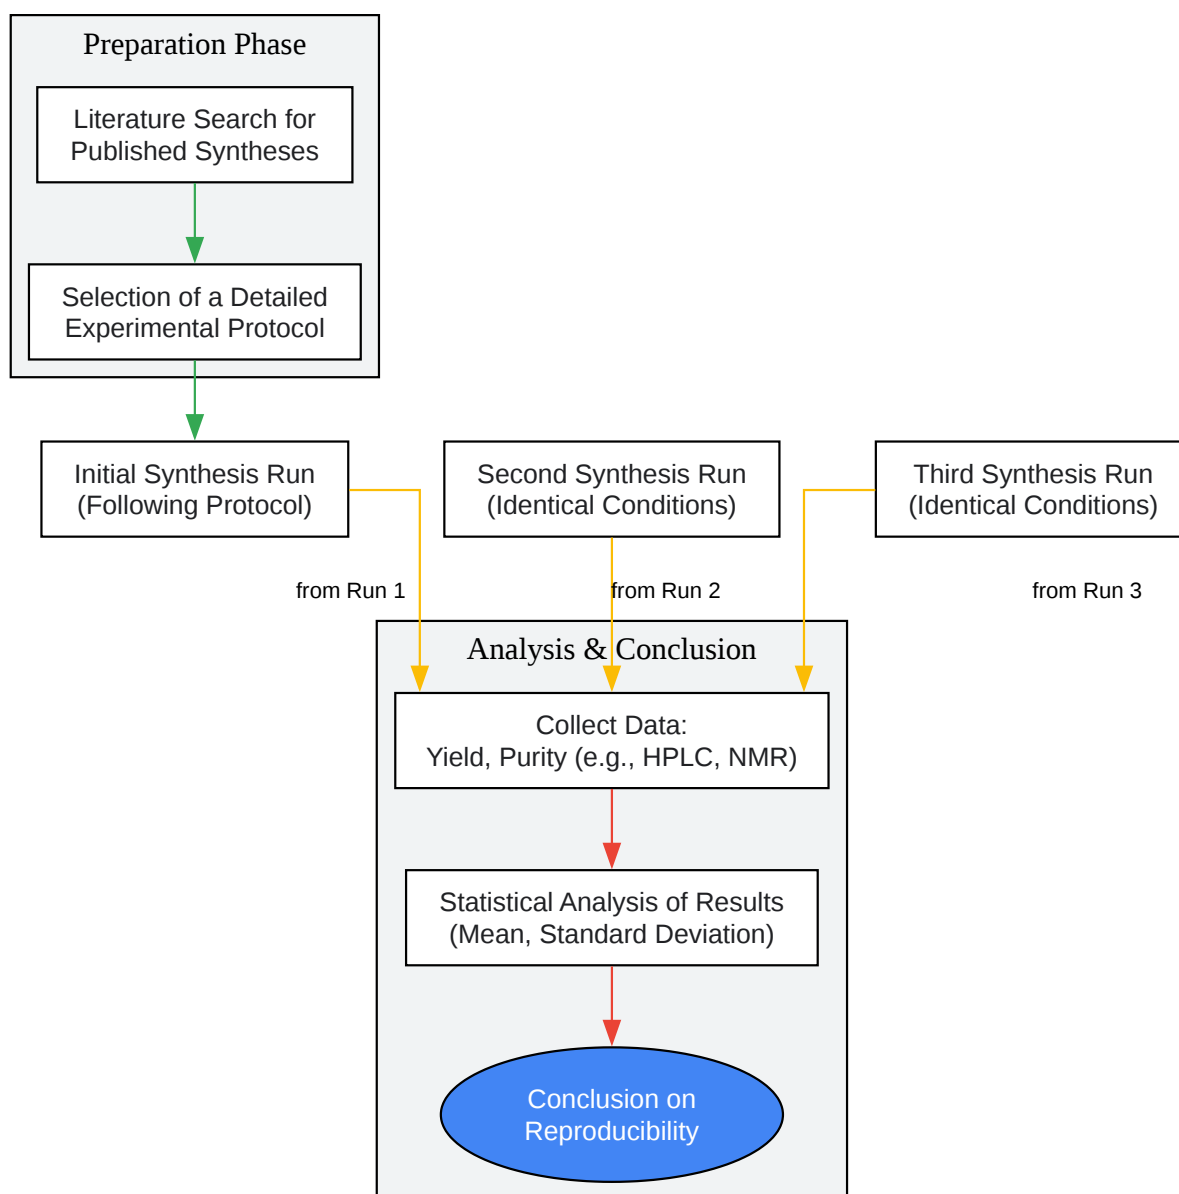 Preparation Phase
Literature Search for
Published Syntheses
Selection of a Detailed
Experimental Protocol
Initial Synthesis Run
(Following Protocol)
Second Synthesis Run
(Identical Conditions)
Third Synthesis Run
(Identical Conditions)
from Run 1
from Run 2
from Run 3
Analysis & Conclusion
Collect Data:
Yield, Purity (e.g., HPLC, NMR)
Statistical Analysis of Results
(Mean, Standard Deviation)
Conclusion on
Reproducibility